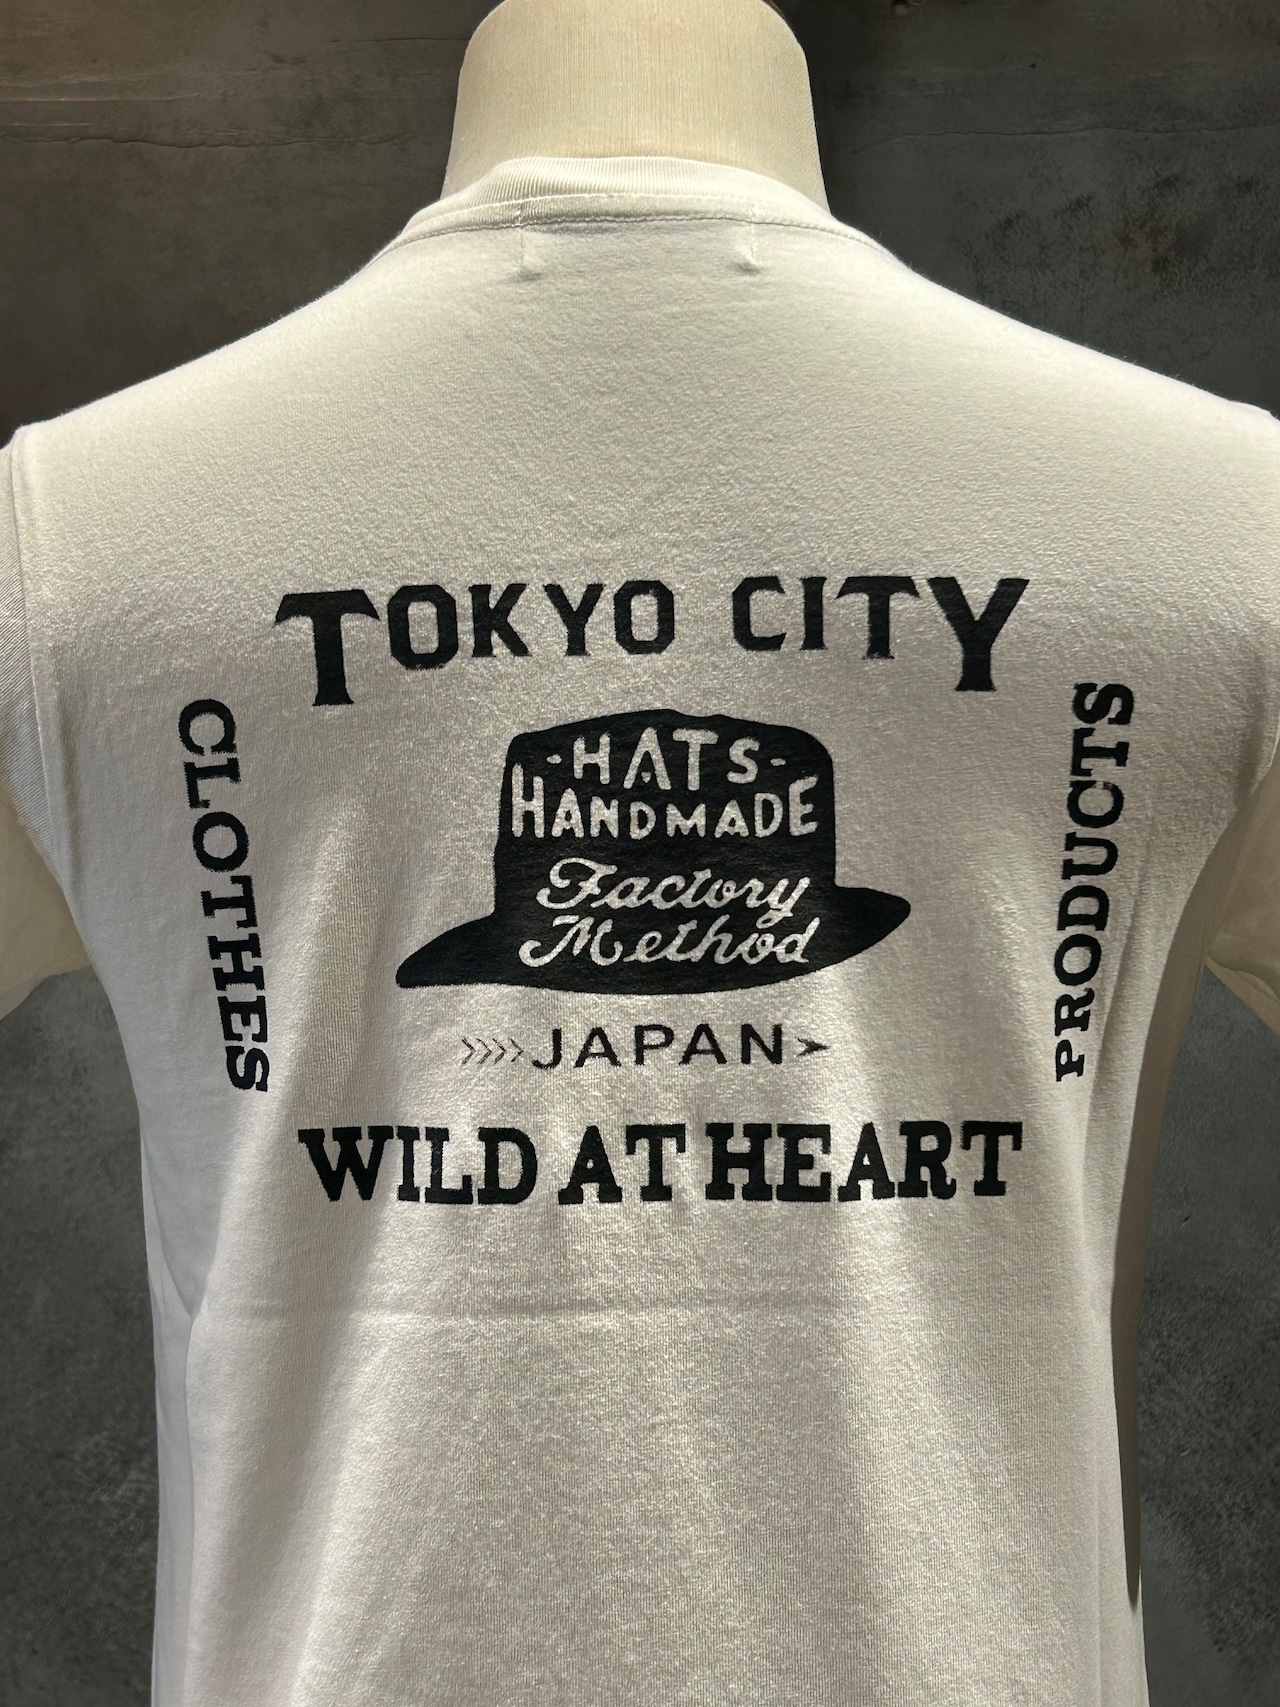 TOKYO CITY
CLOTHES
-HATS-
HANDMADE
Factory
Method
PRODUCTS
JAPAN
WILD AT HEART